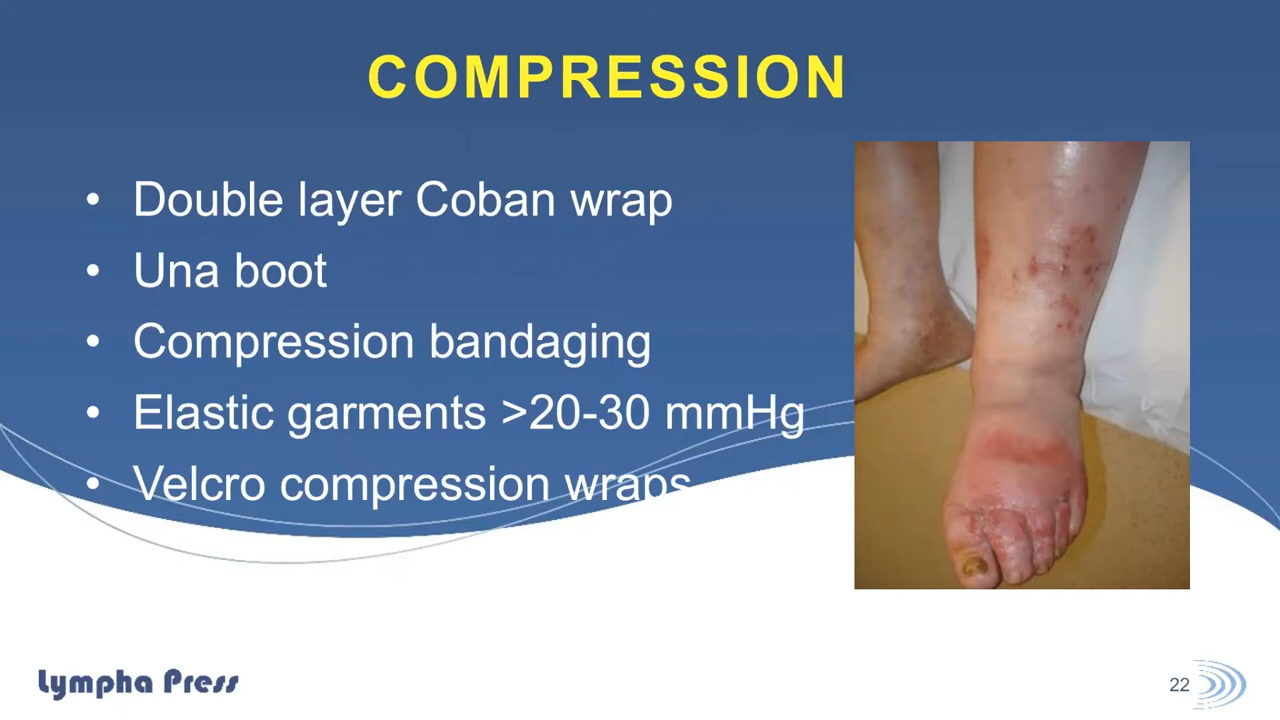 COMPRESSION
• Double layer Coban wrap
• Una boot
• Compression bandaging
• Elastic garments >20-30 mmHg
• Velcro compression wraps
Lympha Press
22